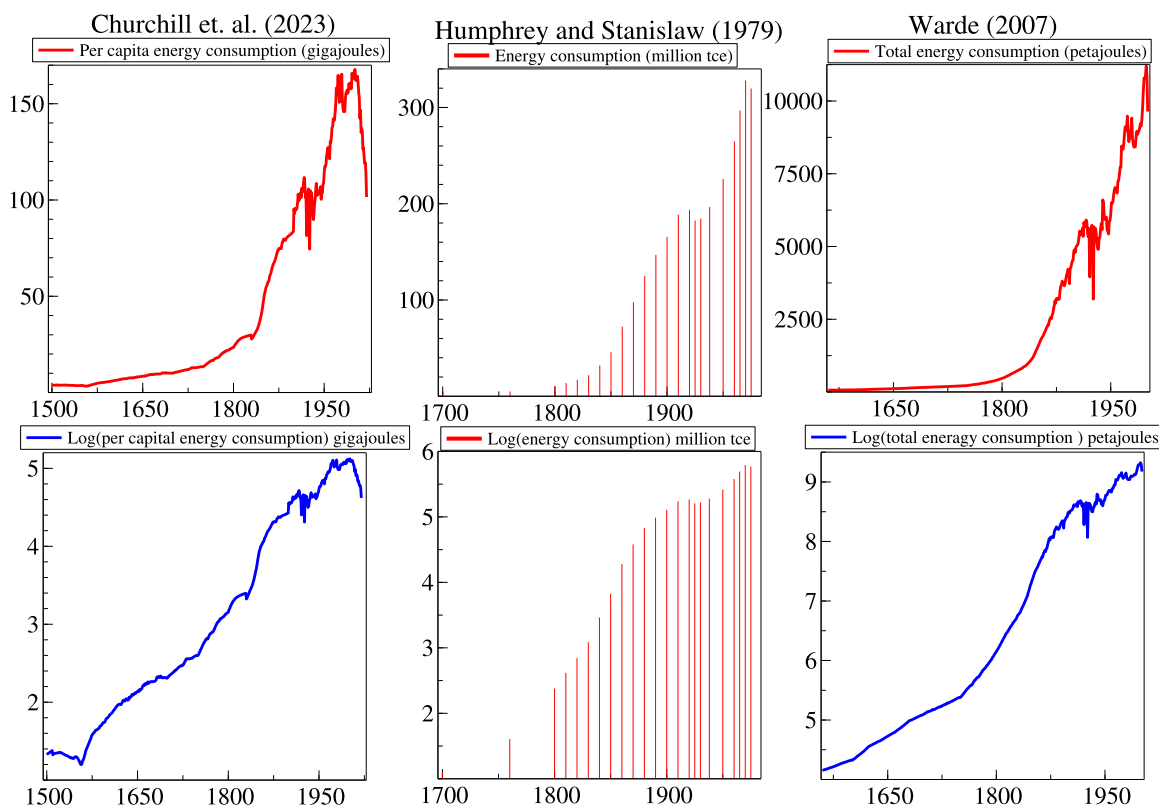 Churchill et. al. (2023)
Per capita energy consumption (gigajoules)
150
100
50
1500 1650 1800 1950
Humphrey and Stanislaw (1979)
Energy consumption (million tce)
300
200
100
1700 1800 1900
Warde (2007)
Total energy consumption (petajoules)
10000
7500
5000
2500
1650 1800 1950
Log(per capital energy consumption) gigajoules
5
4
3
2
1500 1650 1800 1950
Log(energy consumption) million tce
6
5
4
3
2
1700 1800 1900
Log(total eneragy consumption ) petajoules
9
8
7
6
5
1650 1800 1950